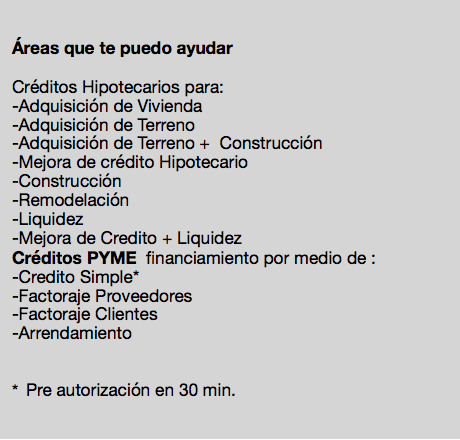 Áreas que te puedo ayudar
Créditos Hipotecarios para:
-Adquisición de Vivienda
-Adquisición de Terreno
-Adquisición de Terreno + Construcción
-Mejora de crédito Hipotecario
-Construcción
-Remodelación
-Liquidez
-Mejora de Credito + Liquidez
Créditos PYME financiamiento por medio de :
-Credito Simple*
-Factoraje Proveedores
-Factoraje Clientes
-Arrendamiento
* Pre autorización en 30 min.